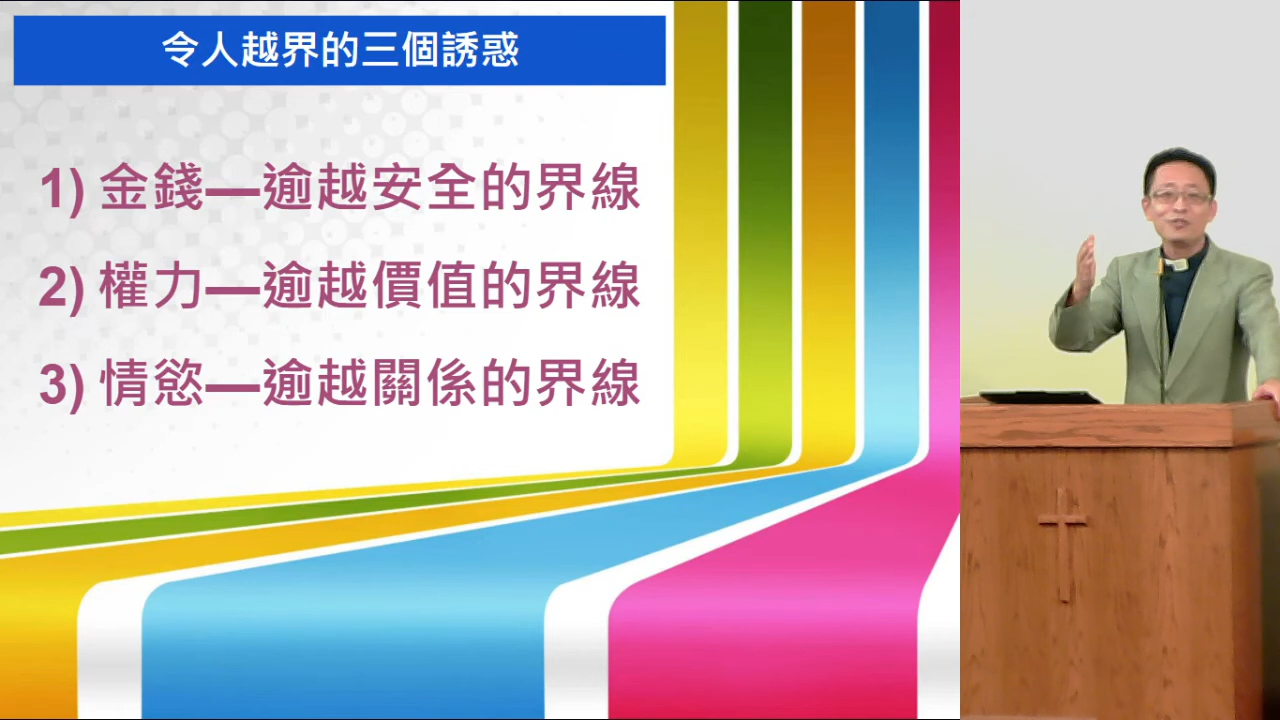 令人越界的三個誘惑
1) 金錢—逾越安全的界線
2) 權力—逾越價值的界線
3) 情慾—逾越關係的界線